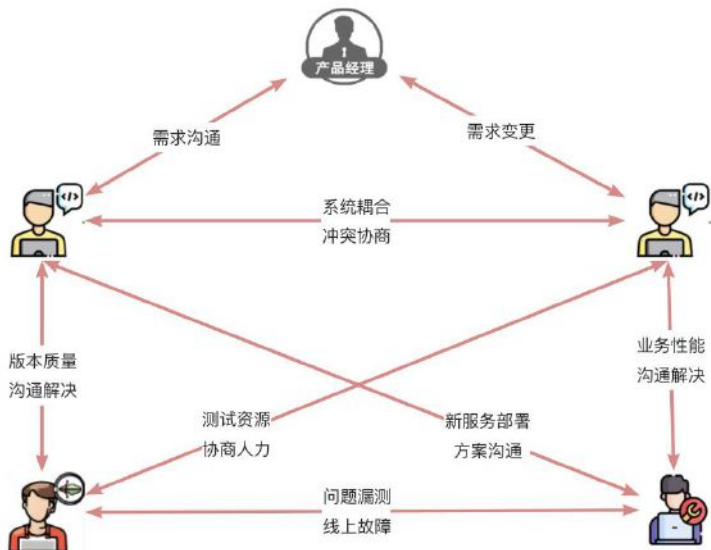 产品经理
需求沟通
需求变更
</>
</>
系统耦合
冲突协商
版本质量
沟通解决
业务性能
沟通解决
测试资源
协商人力
新服务部署
方案沟通
问题漏测
线上故障